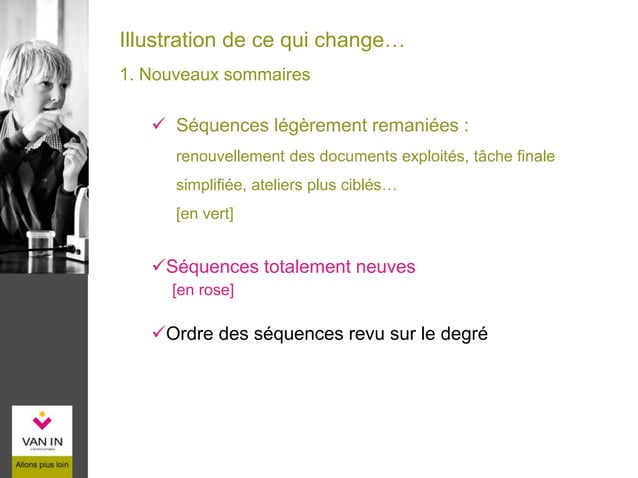 Illustration de ce qui change…
1. Nouveaux sommaires
✓ Séquences légèrement remaniées :
renouvellement des documents exploités, tâche finale
simplifiée, ateliers plus ciblés…
[en vert]
✓Séquences totalement neuves
[en rose]
✓Ordre des séquences revu sur le degré
VAN IN
Allons plus loin